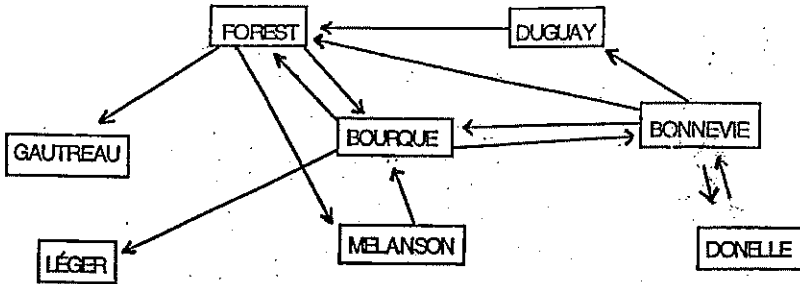 FOREST
DUGUAY
GAUTREAU
BOURQUE
BONNEVIE
LÉGER
MELANSON
DONELLE